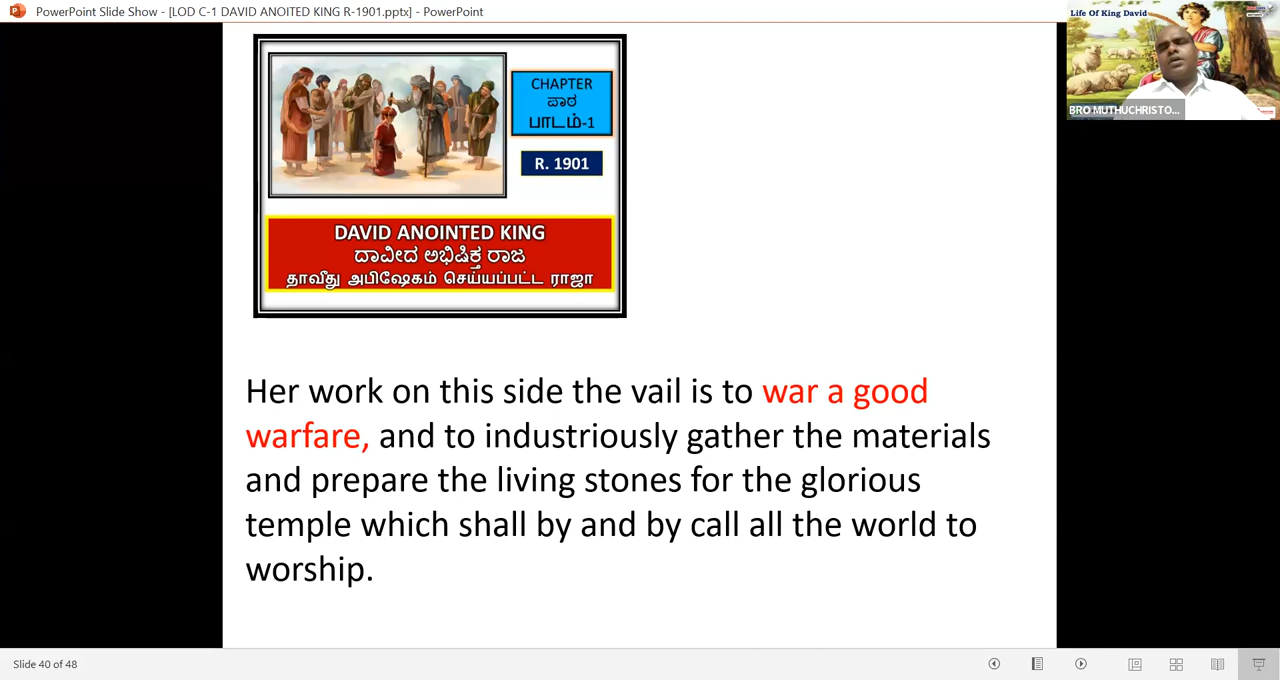 PowerPoint Slide Show - [LOD C-1 DAVID ANOITED KING R-1901.pptx] - PowerPoint
Life Of King David
BRO MUTHUCHRISTO...
CHAPTER
ಪಾಠ
பாடம்-1
R. 1901
DAVID ANOINTED KING
ದಾವೀದ ಅಭಿಷಿಕ್ತ ರಾಜ
தாவீது அபிஷேகம் செய்யப்பட்ட ராஜா
Her work on this side the vail is to war a good
warfare, and to industriously gather the materials
and prepare the living stones for the glorious
temple which shall by and by call all the world to
worship.
Slide 40 of 48